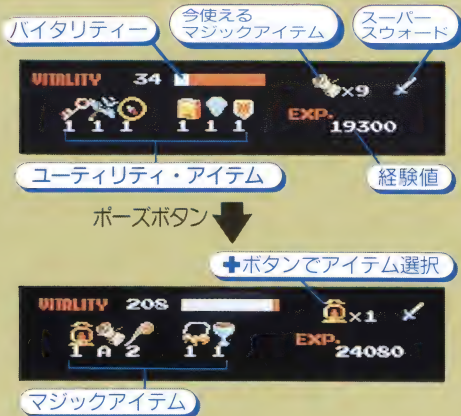 バイタリティー
今使える
マジックアイテム
スーパー
スウォード
VITALITY 34 ×9
1 1 1 1 1 1 EXP.
19300
ユーティリティ・アイテム
経験値
ポーズボタン
✚ボタンでアイテム選択
VITALITY 208 ×1
1 A 2 1 1 EXP.
24080
マジックアイテム